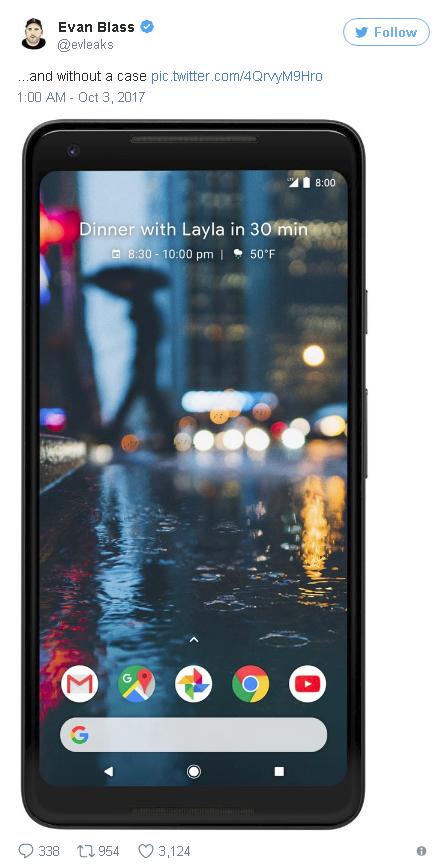 Evan Blass
@evleaks
Follow
...and without a case pic.twitter.com/4QrvyM9Hro
1:00 AM - Oct 3, 2017
LTE 8:00
Dinner with Layla in 30 min
8:30 - 10:00 pm | 50°F
338 954 3,124